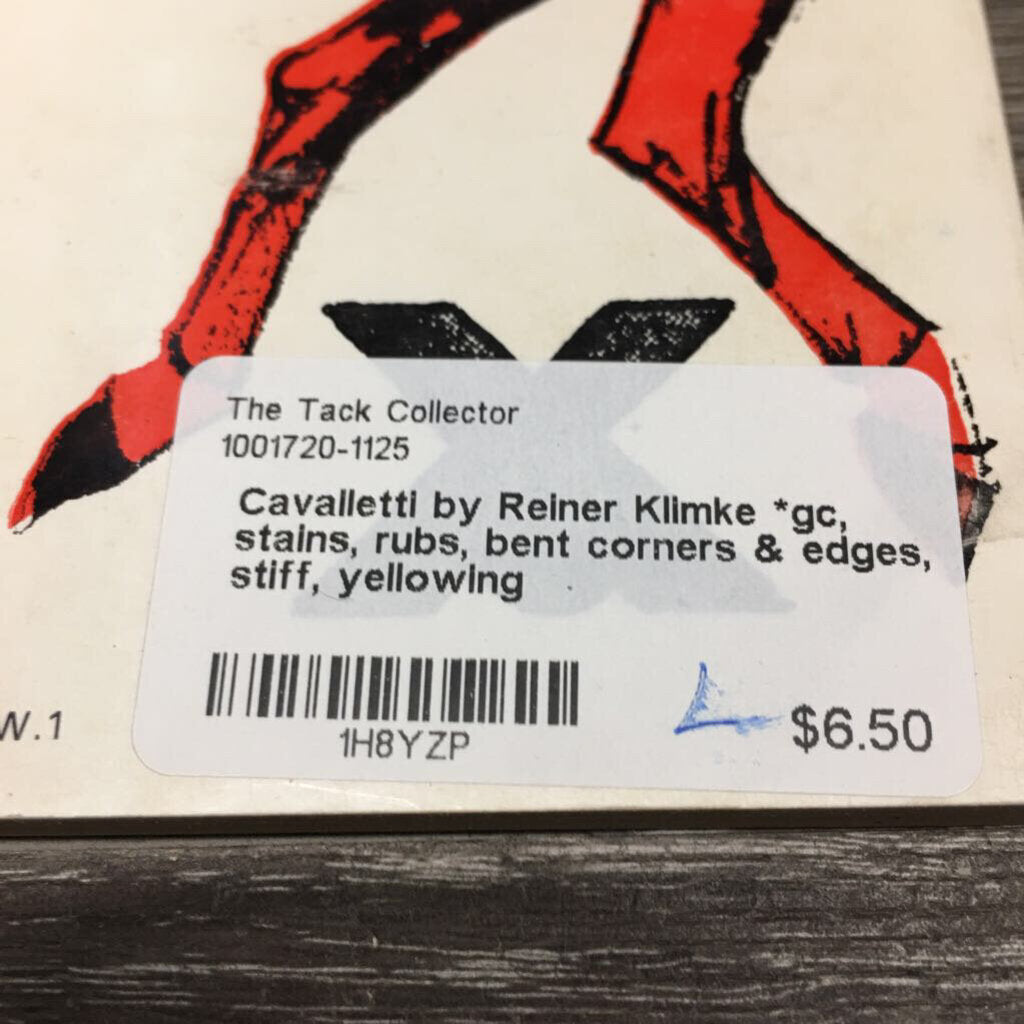 The Tack Collector
1001720-1125
Cavalletti by Reiner Klimke *gc,
stains, rubs, bent corners & edges,
stiff, yellowing
W.1
1H8YZP
$6.50